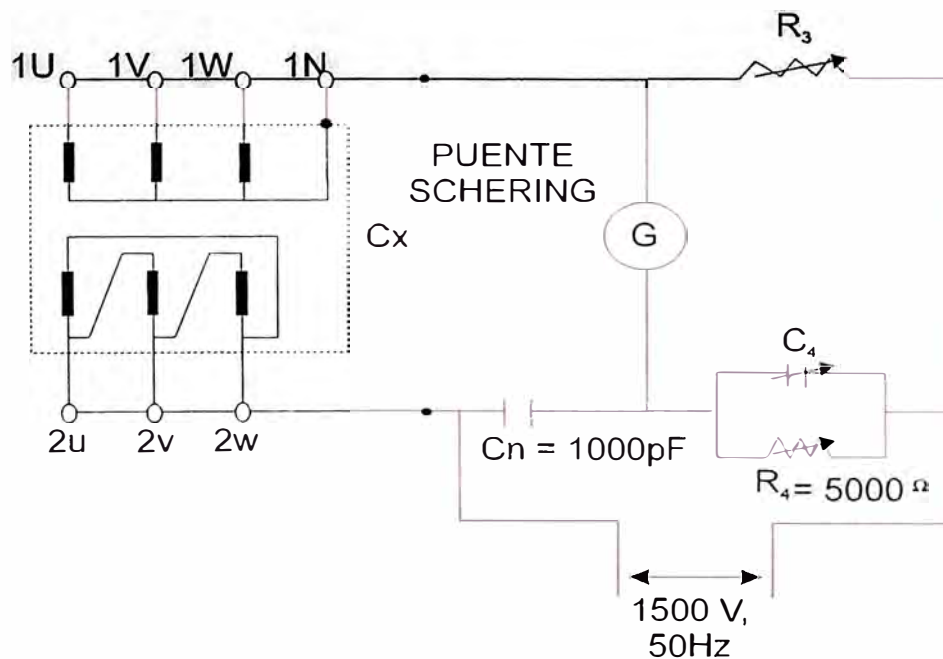 R₃
1U 1V 1W 1N
PUENTE
SCHERING
G
Cx
C₄
2u 2v 2w
Cn = 1000pF
R₄ = 5000 Ω
1500 V,
50Hz